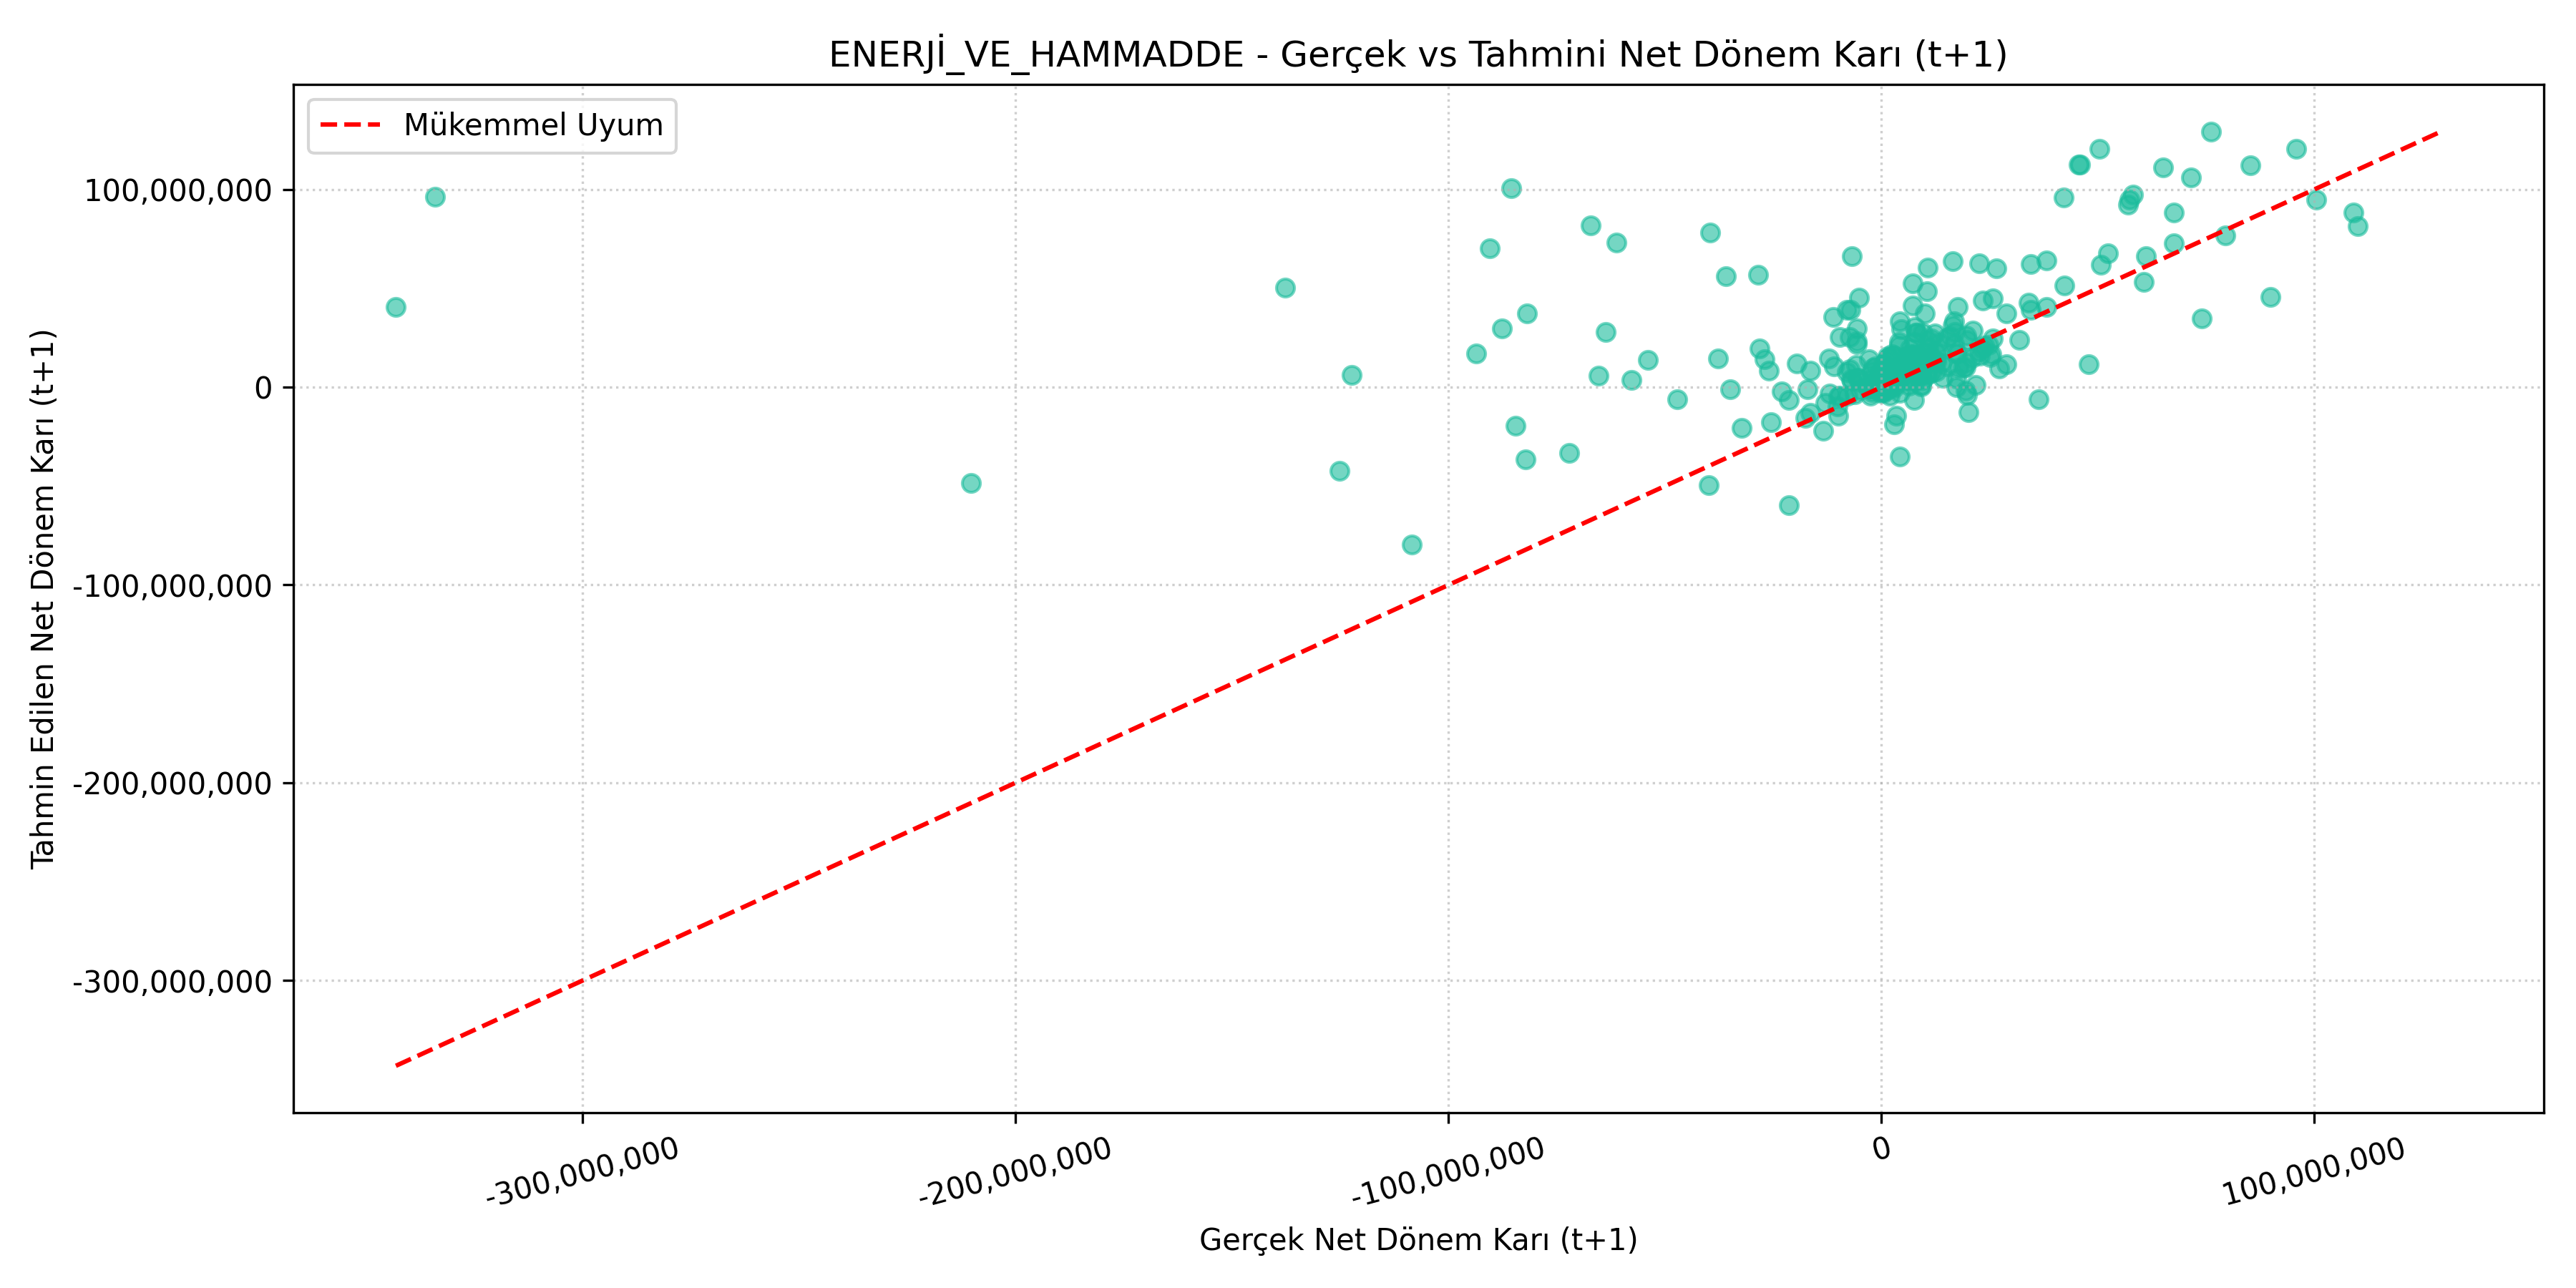 ENERJİ_VE_HAMMADDE - Gerçek vs Tahmini Net Dönem Karı (t+1)
Mükemmel Uyum
Tahmin Edilen Net Dönem Karı (t+1)
100,000,000
0
-100,000,000
-200,000,000
-300,000,000
-300,000,000
-200,000,000
-100,000,000
0
100,000,000
Gerçek Net Dönem Karı (t+1)